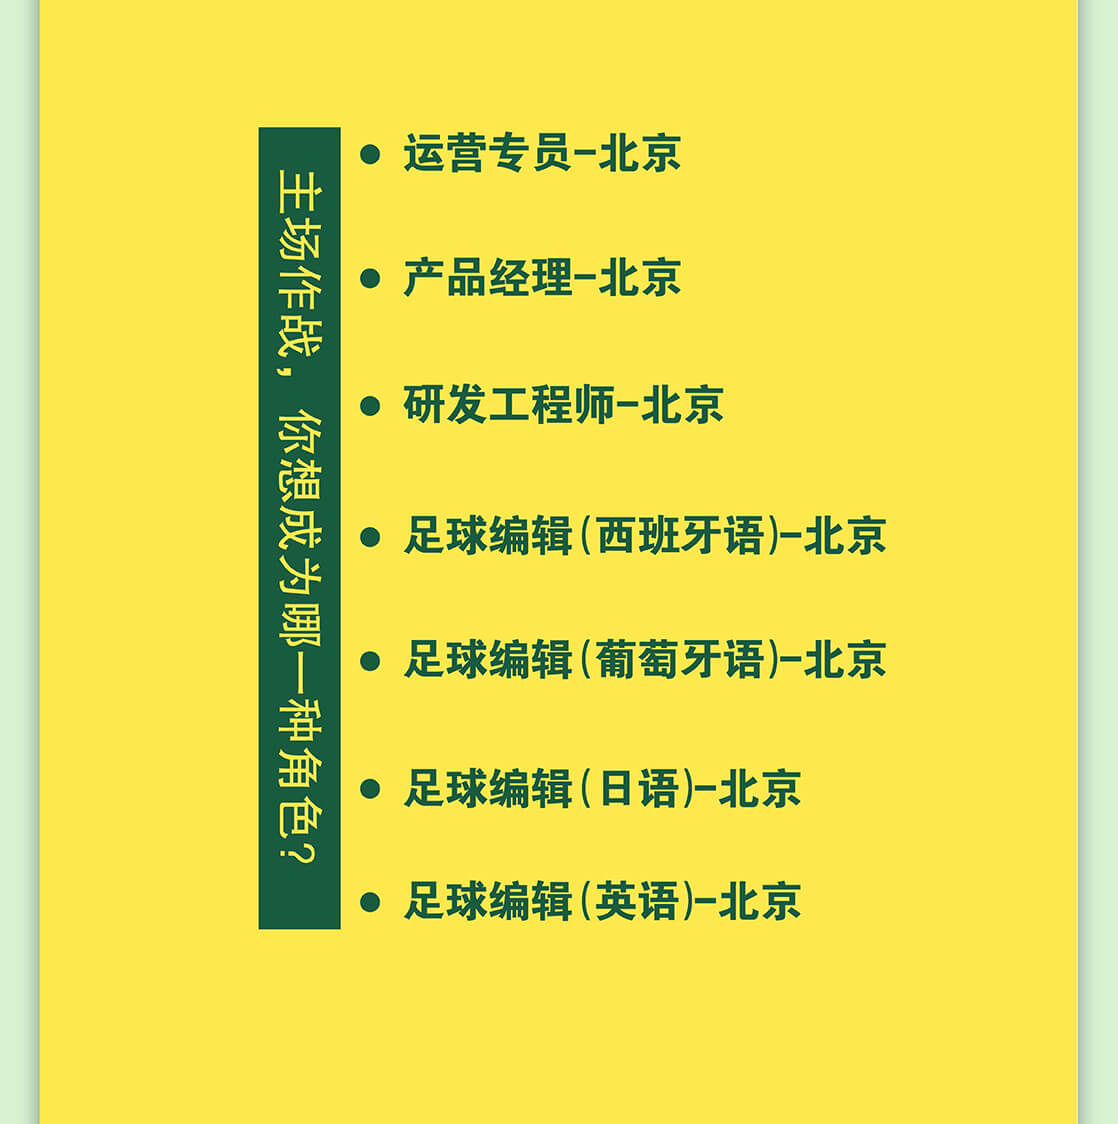 主场作战，你想成为哪一种角色？
运营专员-北京
产品经理-北京
研发工程师-北京
足球编辑(西班牙语)-北京
足球编辑(葡萄牙语)-北京
足球编辑(日语)-北京
足球编辑(英语)-北京